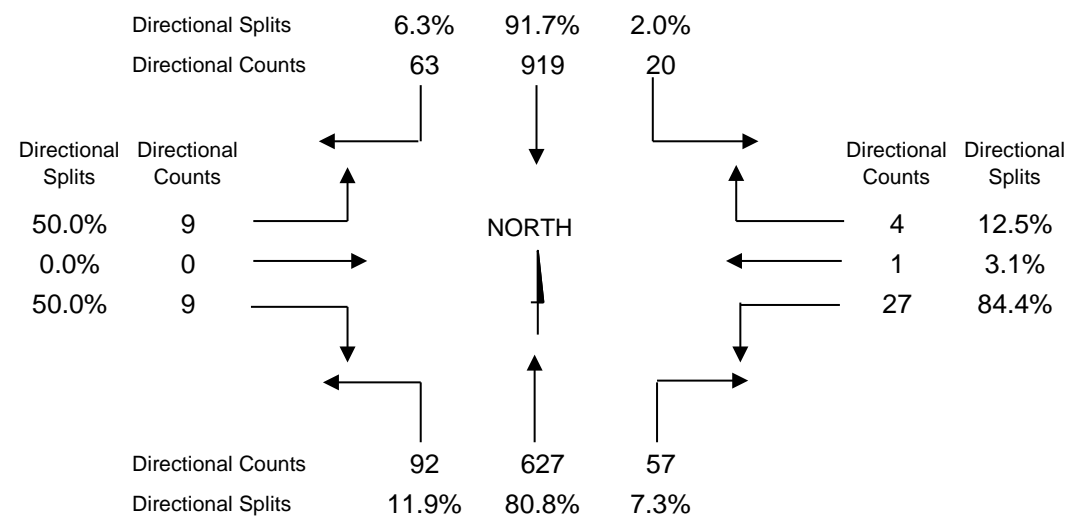 Directional Splits 6.3% 91.7% 2.0%
Directional Counts 63 919 20
Directional Directional Directional Directional
Splits Counts Counts Splits
50.0% 9 NORTH 4 12.5%
0.0% 0 1 3.1%
50.0% 9 27 84.4%
Directional Counts 92 627 57
Directional Splits 11.9% 80.8% 7.3%